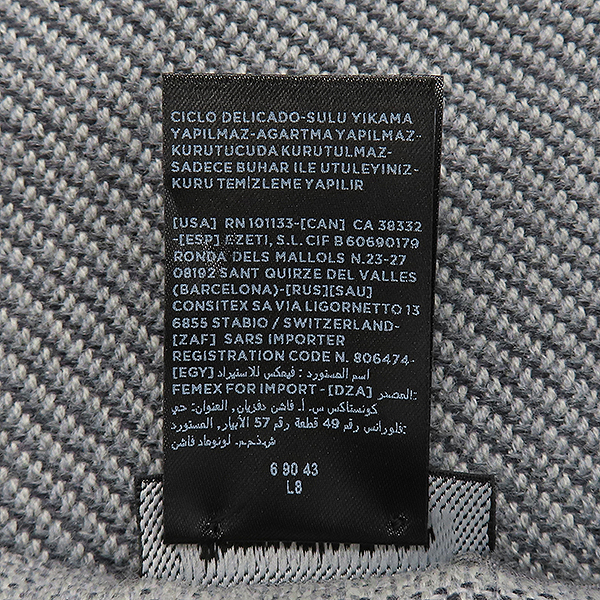 CICLO DELICADO-SULU YIKAMA
YAPILMAZ-AGARTMA YAPILMAZ-
KURUTUCUDA KURUTULMAZ-
SADECE BUHAR ILE UTULEYINIZ-
KURU TEMIZLEME YAPILIR
[USA] RN 101133-[CAN] CA 38332
-[ESP] EZETI, S.L. CIF B 60690179
RONDA DELS MALLOLS N.23-27
08192 SANT QUIRZE DEL VALLES
(BARCELONA)-[RUS][SAU]
CONSITEX SA VIA LIGORNETTO 13
6855 STABIO / SWITZERLAND-
[ZAF] SARS IMPORTER
REGISTRATION CODE N. 806474-
[EGY] اسم المستورد : فيمكس للاستيراد
FEMEX FOR IMPORT - [DZA] المصدر:
كونستاكس س. أ. فاشن دفزيان, العنوان: حي
فلورانس رقم 49 قطعة رقم 57 الأبيار, المستورد
ش.ذ.م.م. لونوماد فاشن
6 90 43
L8